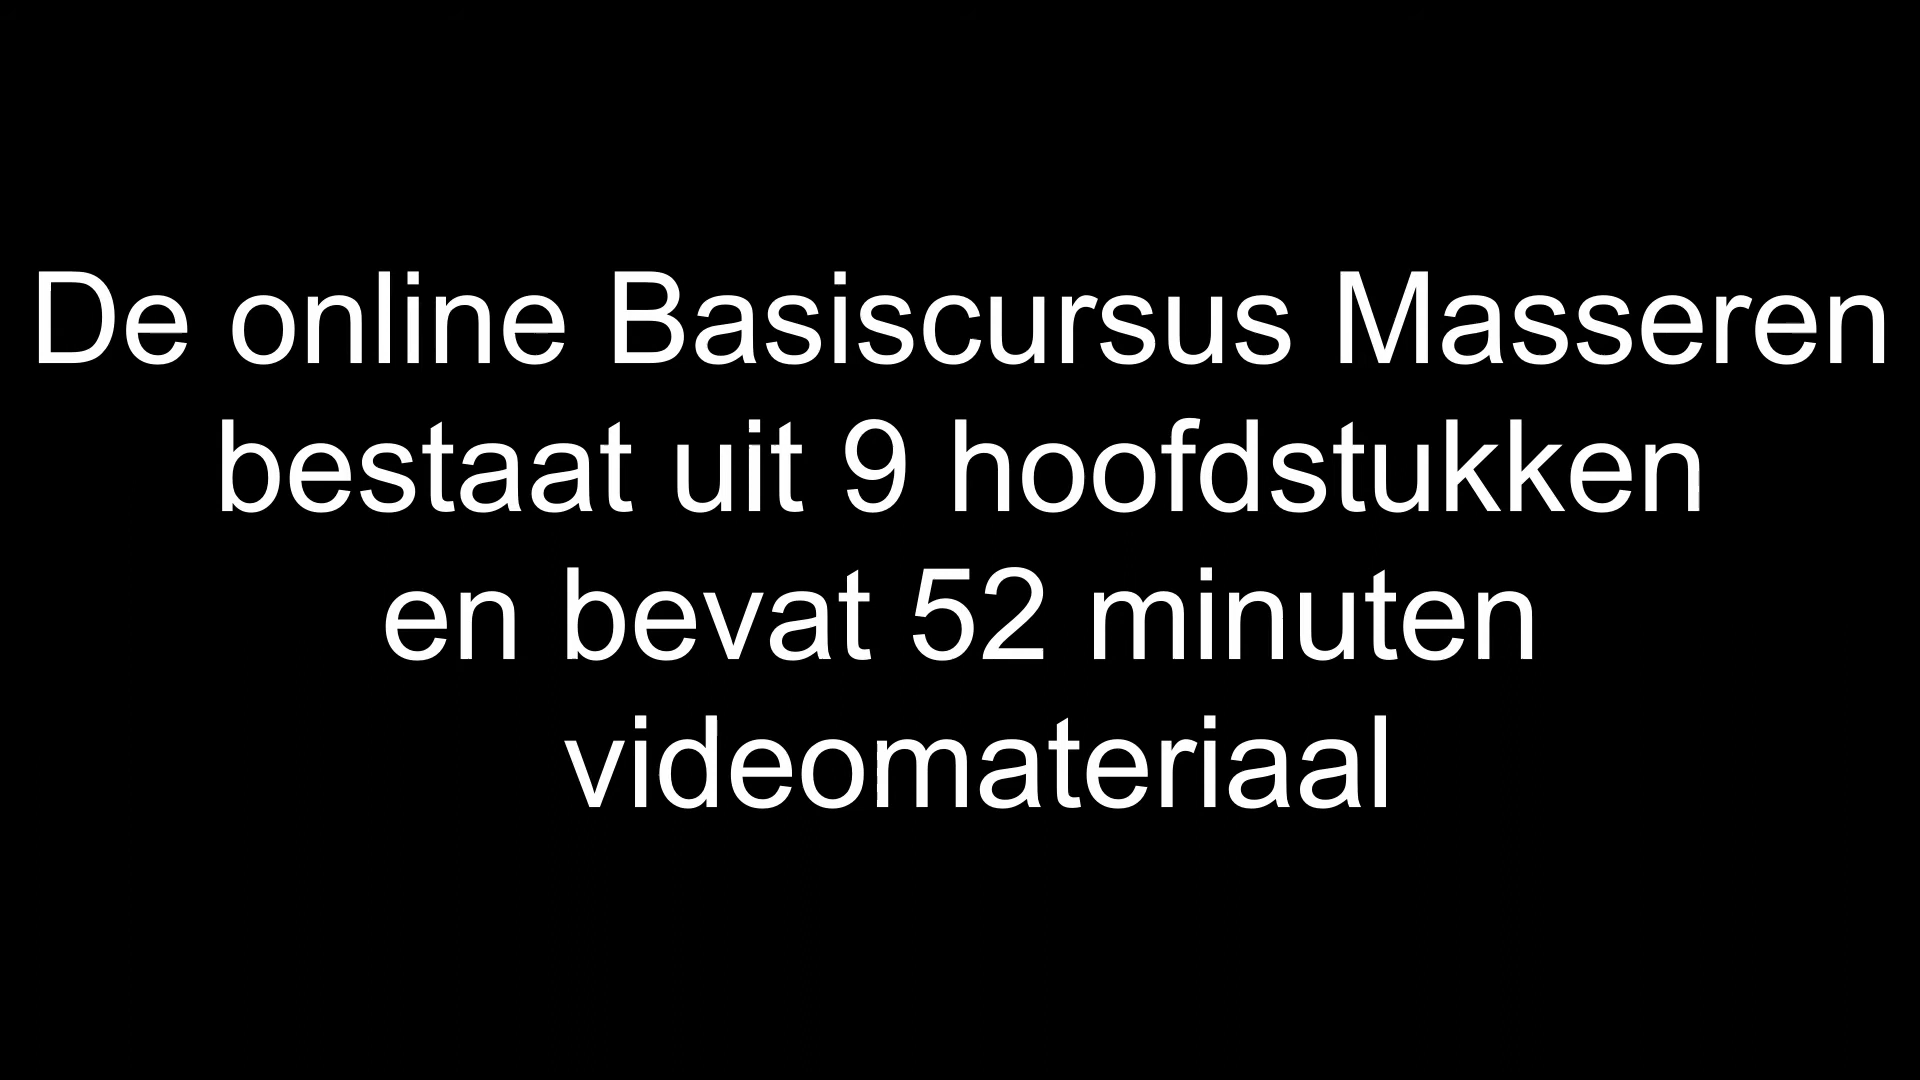 De online Basiscursus Masseren
bestaat uit 9 hoofdstukken
en bevat 52 minuten
videomateriaal